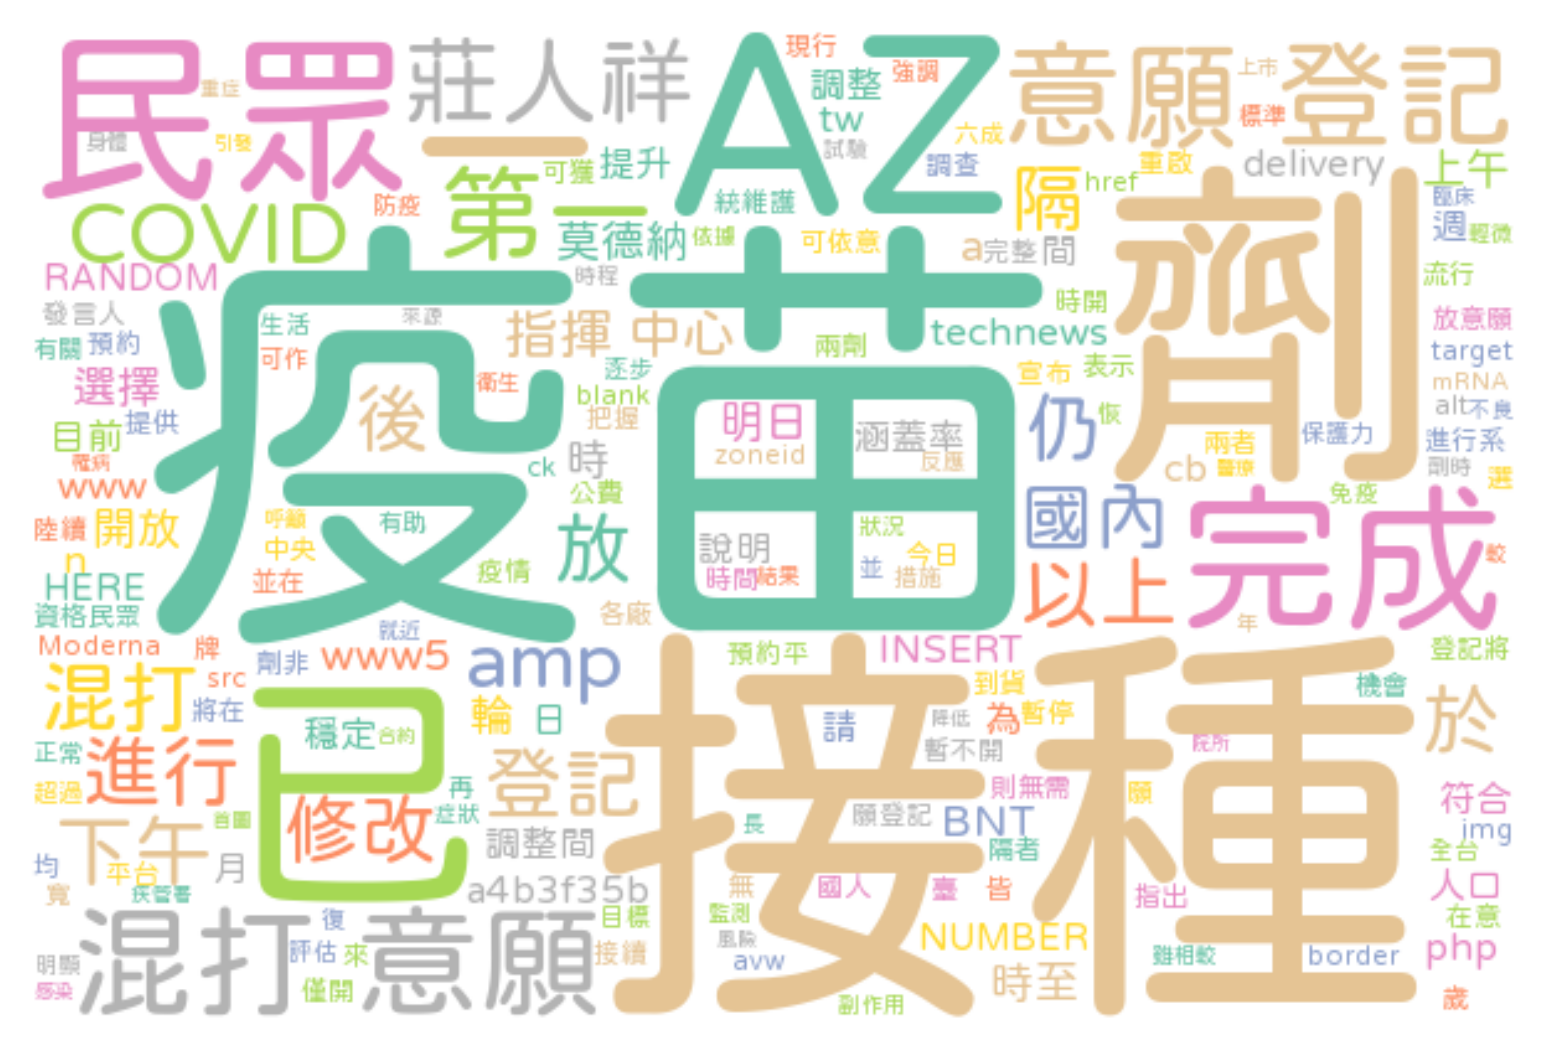 民眾
重症
身體
引發
莊人祥
一
AZ
現行
強調
調整
tw
試驗
六成
調查
統維護
意願登記
上市
標準
重啟
delivery
上午
href
臨床
COVID
防疫
第一
可獲
提升
莫德納
依據
可依意
隔
a
完整
間
週
輕微
流行
RANDOM
發言人
有關
預約
生活
可作
來源
時程
指揮
中心
疫苗
technews
時開
兩劑
劑
放意願
target
mRNA
alt
不良
選擇
提供
目前
罹病
www
後
衛生
逐步
blank
把握
ck
時
公費
明日
zoneid
涵蓋率
反應
宣布
表示
仍
恢
兩者
cb
醫療
保護力
進行系
劑時
選
免疫
陸續
開放
n
呼籲
中央
有助
並在
疫情
放
說明
時間
結果
狀況
今日
並
措施
國內
以上
完成
較
年
HERE
資格民眾
各廠
就近
Moderna
牌
劑非
www5
amp
預約平
INSERT
登記將
混打
src
將在
輪
日
到貨
為
暫停
機會
於
正常
進行
已
穩定
合約
接種
請
降低
暫不開
院所
超過
首圖
修改
再
症狀
登記
則無需
願
符合
img
下午
月
調整間
長
願登記
BNT
隔者
全台
均
平台
寬
疾管署
a4b3f35b
無
國人
臺
皆
指出
人口
在意
混打意願
復
評估
來
僅開
目標
接續
監測
風險
avw
NUMBER
雖相較
border
php
明顯
感染
時至
副作用
歲